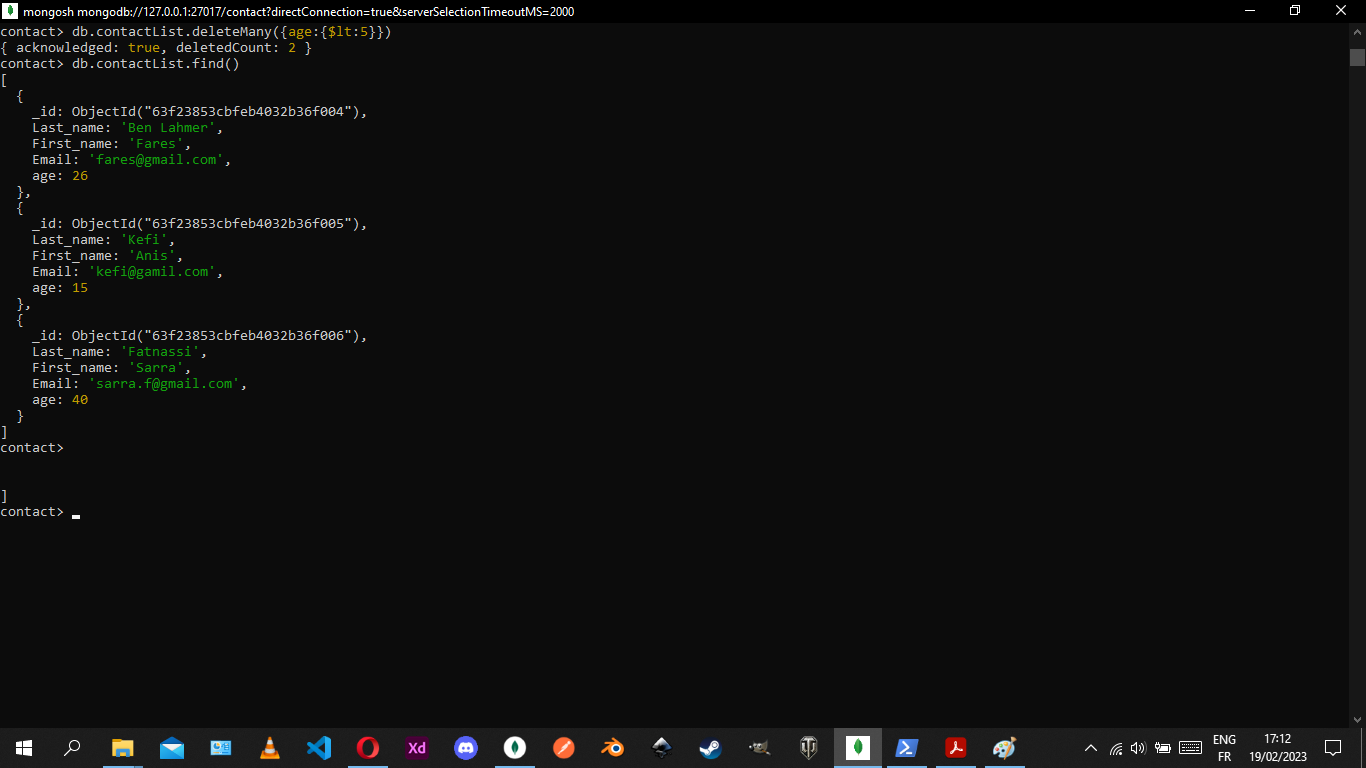 mongosh mongodb://127.0.0.1:27017/contact?directConnection=true&serverSelectionTimeoutMS=2000
contact> db.contactList.deleteMany({age:{$lt:5}})
{ acknowledged: true, deletedCount: 2 }
contact> db.contactList.find()
[
  {
    _id: ObjectId("63f23853cbfeb4032b36f004"),
    Last_name: 'Ben Lahmer',
    First_name: 'Fares',
    Email: 'fares@gmail.com',
    age: 26
  },
  {
    _id: ObjectId("63f23853cbfeb4032b36f005"),
    Last_name: 'Kefi',
    First_name: 'Anis',
    Email: 'kefi@gamil.com',
    age: 15
  },
  {
    _id: ObjectId("63f23853cbfeb4032b36f006"),
    Last_name: 'Fatnassi',
    First_name: 'Sarra',
    Email: 'sarra.f@gmail.com',
    age: 40
  }
]
contact>
]
contact>
Xd
ENG
FR
17:12
19/02/2023